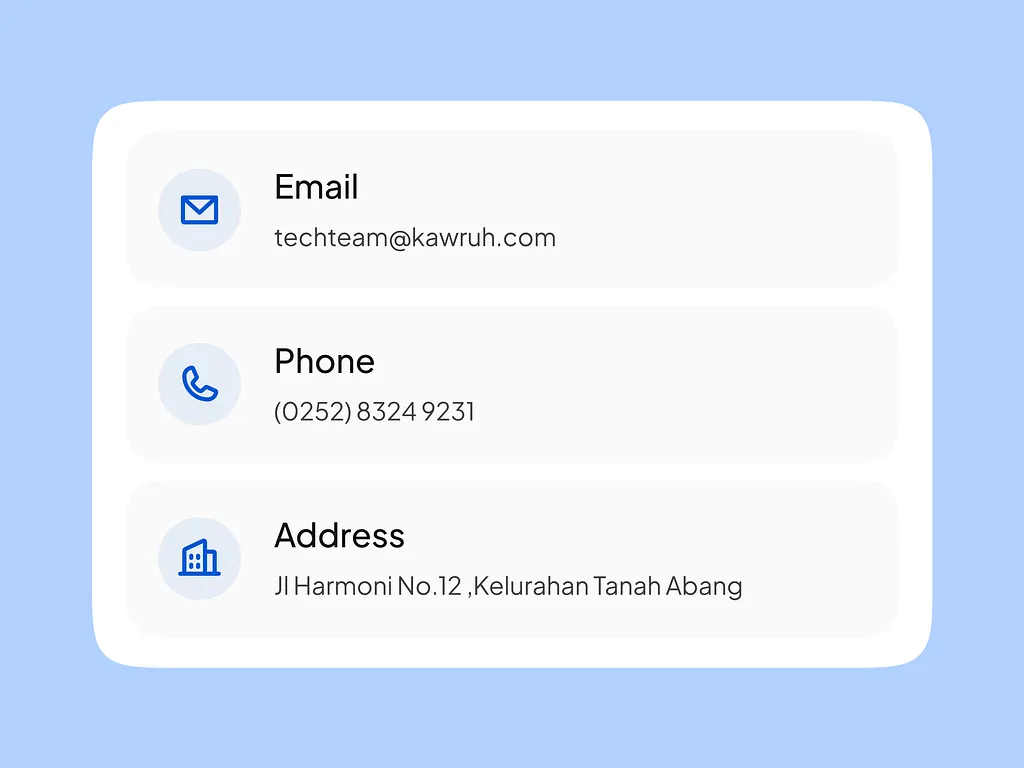 Email
techteam@kawruh.com
Phone
(0252) 8324 9231
Address
Jl Harmoni No.12 ,Kelurahan Tanah Abang